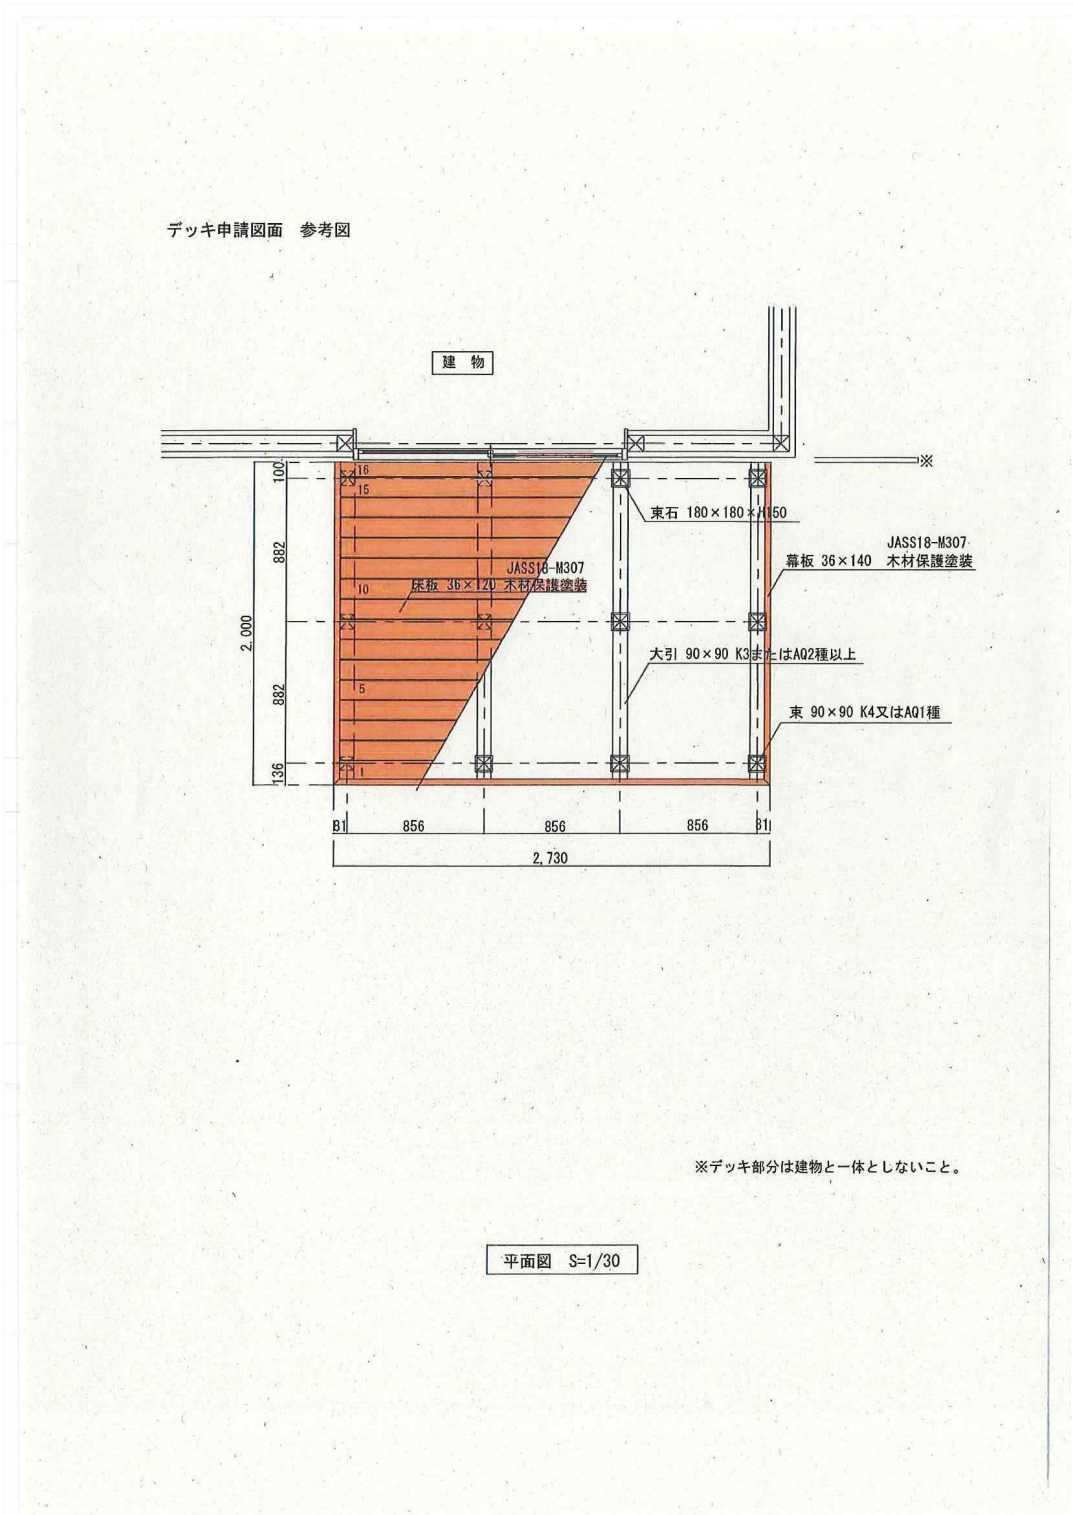 デッキ申請図面 参考図
建 物
※
100
16
15
束石 180×180×H150
882
JASS18-M307
幕板 36×140 木材保護塗装
JASS18-M307
床板 36×120 木材保護塗装
10
2,000
大引 90×90 K3またはAQ2種以上
882
5
束 90×90 K4又はAQ1種
136
1
81
856
856
856
81
2,730
※デッキ部分は建物と一体としないこと。
平面図 S=1/30